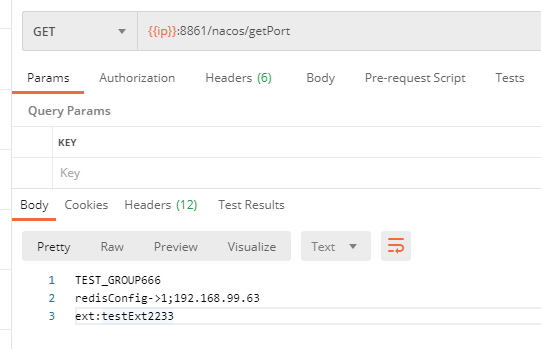 GET {{ip}}:8861/nacos/getPort
Params Authorization Headers (6) Body Pre-request Script Tests
Query Params
KEY
Key
Body Cookies Headers (12) Test Results
Pretty Raw Preview Visualize Text
1 TEST_GROUP666
2 redisConfig->1;192.168.99.63
3 ext:testExt2233